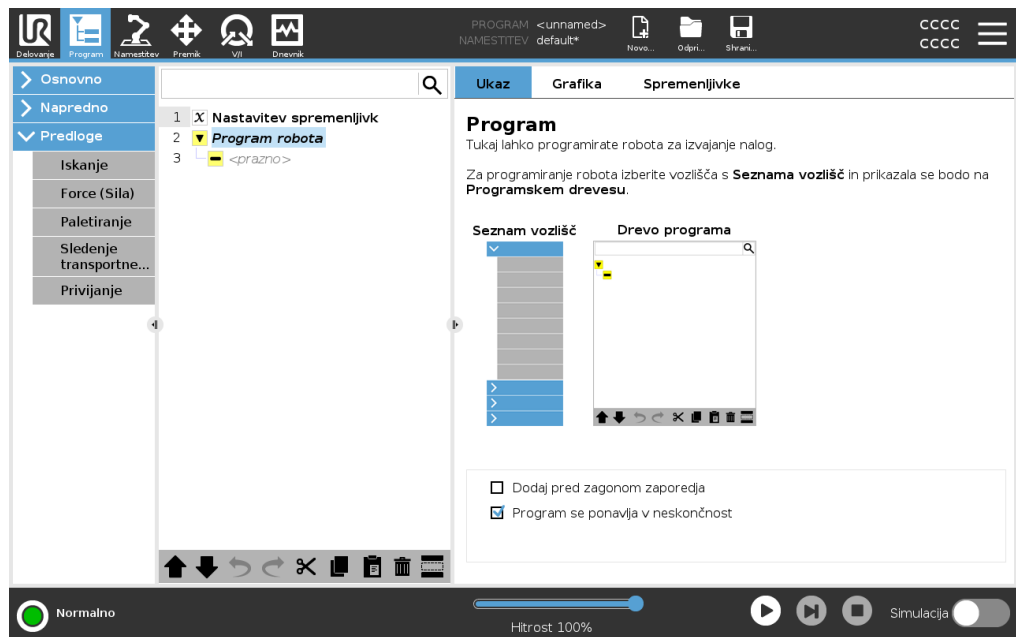 UR
PROGRAM <unnamed>
NAMESTITEV default*
Delovanje
Program
Namestitev
Premik
V/I
Dnevnik
Novo...
Odpri...
Shrani...
CCCC
CCCC
Osnovno
Napredno
Predloge
Iskanje
Force (Sila)
Paletiranje
Sledenje
transportne...
Privijanje
1 X Nastavitev spremenljivk
2 Program robota
3 <prazno>
Ukaz
Grafika
Spremenljivke
Program
Tukaj lahko programirate robota za izvajanje nalog.
Za programiranje robota izberite vozlišča s Seznama vozlišč in prikazala se bodo na
Programskem drevesu.
Seznam vozlišč
Drevo programa
Dodaj pred zagonom zaporedja
Program se ponavlja v neskončnost
Normalno
Hitrost 100%
Simulacija